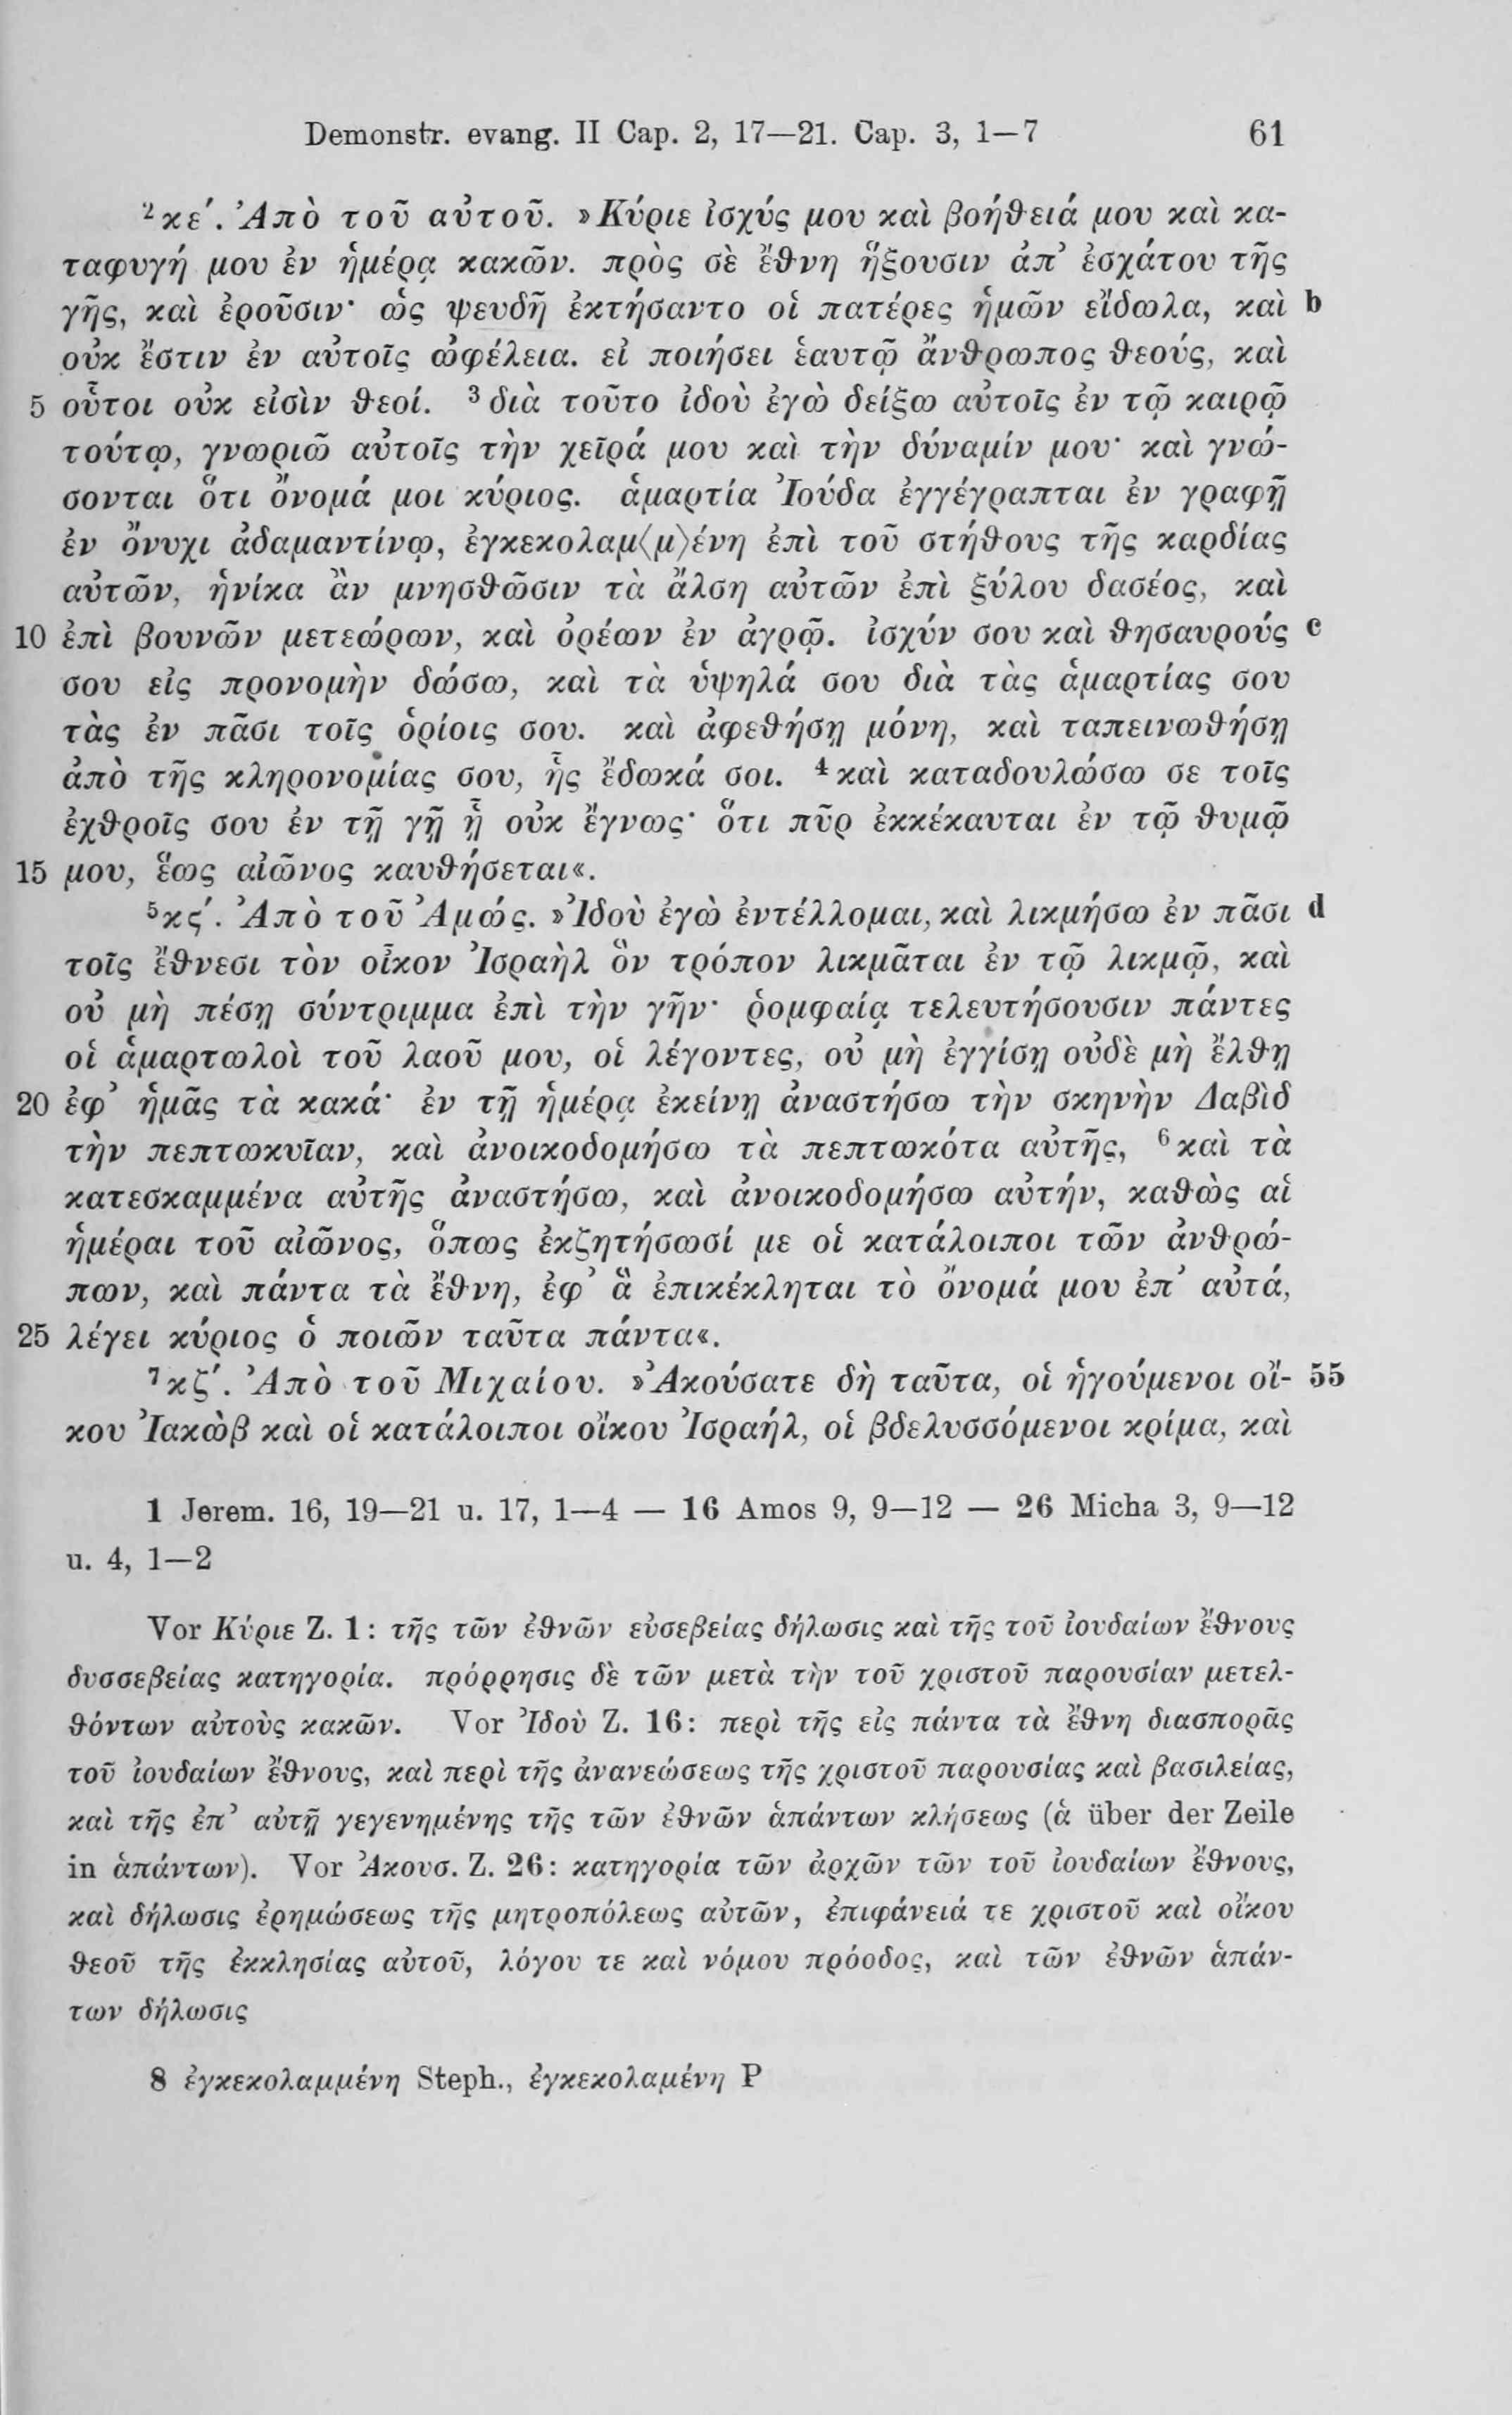 Demonstr. evang. II Cap. 2, 17—21. Cap. 3, 1—7 61
²κε΄. Ἀπὸ τοῦ αὐτοῦ. »Κύριε ἰσχύς μου καὶ βοήθειά μου καὶ κα-
ταφυγή μου ἐν ἡμέρᾳ κακῶν. πρὸς σὲ ἔθνη ἥξουσιν ἀπ’ ἐσχάτου τῆς
γῆς, καὶ ἐροῦσιν· ὡς ψευδῆ ἐκτήσαντο οἱ πατέρες ἡμῶν εἴδωλα, καὶ b
οὐκ ἔστιν ἐν αὐτοῖς ὠφέλεια. εἰ ποιήσει ἑαυτῷ ἄνθρωπος θεούς, καὶ
5 οὗτοι οὐκ εἰσὶν θεοί. ³διὰ τοῦτο ἰδοὺ ἐγὼ δείξω αὐτοῖς ἐν τῷ καιρῷ
τούτῳ, γνωριῶ αὐτοῖς τὴν χεῖρά μου καὶ τὴν δύναμίν μου· καὶ γνώ-
σονται ὅτι ὄνομά μοι κύριος. ἁμαρτία Ἰούδα ἐγγέγραπται ἐν γραφῇ
ἐν ὄνυχι ἀδαμαντίνῳ, ἐγκεκολαμ⟨μ⟩ένη ἐπὶ τοῦ στήθους τῆς καρδίας
αὐτῶν, ἡνίκα ἂν μνησθῶσιν τὰ ἄλση αὐτῶν ἐπὶ ξύλου δασέος, καὶ
10 ἐπὶ βουνῶν μετεώρων, καὶ ὀρέων ἐν ἀγρῷ. ἰσχύν σου καὶ θησαυρούς c
σου εἰς προνομὴν δώσω, καὶ τὰ ὑψηλά σου διὰ τὰς ἁμαρτίας σου
τὰς ἐν πᾶσι τοῖς ὁρίοις σου. καὶ ἀφεθήσῃ μόνη, καὶ ταπεινωθήσῃ
ἀπὸ τῆς κληρονομίας σου, ἧς ἔδωκά σοι. ⁴καὶ καταδουλώσω σε τοῖς
ἐχθροῖς σου ἐν τῇ γῇ ᾗ οὐκ ἔγνως· ὅτι πῦρ ἐκκέκαυται ἐν τῷ θυμῷ
15 μου, ἕως αἰῶνος καυθήσεται«.
⁵κϛ΄. Ἀπὸ τοῦ Ἀμώς. »Ἰδοὺ ἐγὼ ἐντέλλομαι, καὶ λικμήσω ἐν πᾶσι d
τοῖς ἔθνεσι τὸν οἶκον Ἰσραὴλ ὃν τρόπον λικμᾶται ἐν τῷ λικμῷ, καὶ
οὐ μὴ πέσῃ σύντριμμα ἐπὶ τὴν γῆν· ῥομφαίᾳ τελευτήσουσιν πάντες
οἱ ἁμαρτωλοὶ τοῦ λαοῦ μου, οἱ λέγοντες, οὐ μὴ ἐγγίσῃ οὐδὲ μὴ ἔλθῃ
20 ἐφ’ ἡμᾶς τὰ κακά· ἐν τῇ ἡμέρᾳ ἐκείνῃ ἀναστήσω τὴν σκηνὴν Δαβὶδ
τὴν πεπτωκυῖαν, καὶ ἀνοικοδομήσω τὰ πεπτωκότα αὐτῆς, ⁶καὶ τὰ
κατεσκαμμένα αὐτῆς ἀναστήσω, καὶ ἀνοικοδομήσω αὐτήν, καθὼς αἱ
ἡμέραι τοῦ αἰῶνος, ὅπως ἐκζητήσωσί με οἱ κατάλοιποι τῶν ἀνθρώ-
πων, καὶ πάντα τὰ ἔθνη, ἐφ’ ἃ ἐπικέκληται τὸ ὄνομά μου ἐπ’ αὐτά,
25 λέγει κύριος ὁ ποιῶν ταῦτα πάντα«.
⁷κζ΄. Ἀπὸ τοῦ Μιχαίου. »Ἀκούσατε δὴ ταῦτα, οἱ ἡγούμενοι οἴ- 55
κου Ἰακὼβ καὶ οἱ κατάλοιποι οἴκου Ἰσραήλ, οἱ βδελυσσόμενοι κρίμα, καὶ
1 Jerem. 16, 19—21 u. 17, 1—4 — 16 Amos 9, 9—12 — 26 Micha 3, 9—12
u. 4, 1—2
Vor Κύριε Z. 1: τῆς τῶν ἐθνῶν εὐσεβείας δήλωσις καὶ τῆς τοῦ ἰουδαίων ἔθνους
δυσσεβείας κατηγορία. πρόρρησις δὲ τῶν μετὰ τὴν τοῦ χριστοῦ παρουσίαν μετελ-
θόντων αὐτοὺς κακῶν. Vor Ἰδοὺ Z. 16: περὶ τῆς εἰς πάντα τὰ ἔθνη διασπορᾶς
τοῦ ἰουδαίων ἔθνους, καὶ περὶ τῆς ἀνανεώσεως τῆς χριστοῦ παρουσίας καὶ βασιλείας,
καὶ τῆς ἐπ’ αὐτῇ γεγενημένης τῆς τῶν ἐθνῶν ἁπάντων κλήσεως (ἁ über der Zeile
in ἁπάντων). Vor Ἀκουσ. Z. 26: κατηγορία τῶν ἀρχῶν τῶν τοῦ ἰουδαίων ἔθνους,
καὶ δήλωσις ἐρημώσεως τῆς μητροπόλεως αὐτῶν, ἐπιφάνειά τε χριστοῦ καὶ οἴκου
θεοῦ τῆς ἐκκλησίας αὐτοῦ, λόγου τε καὶ νόμου πρόοδος, καὶ τῶν ἐθνῶν ἁπάν-
των δήλωσις
8 ἐγκεκολαμμένη Steph., ἐγκεκολαμένη P